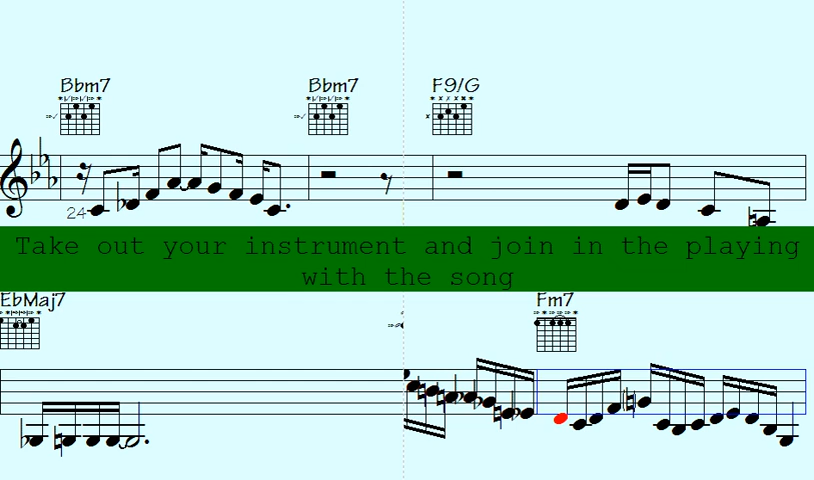 Bbm7 Bbm7 F9/G
24
Take out your instrument and join in the playing
with the song
EbMaj7 Fm7